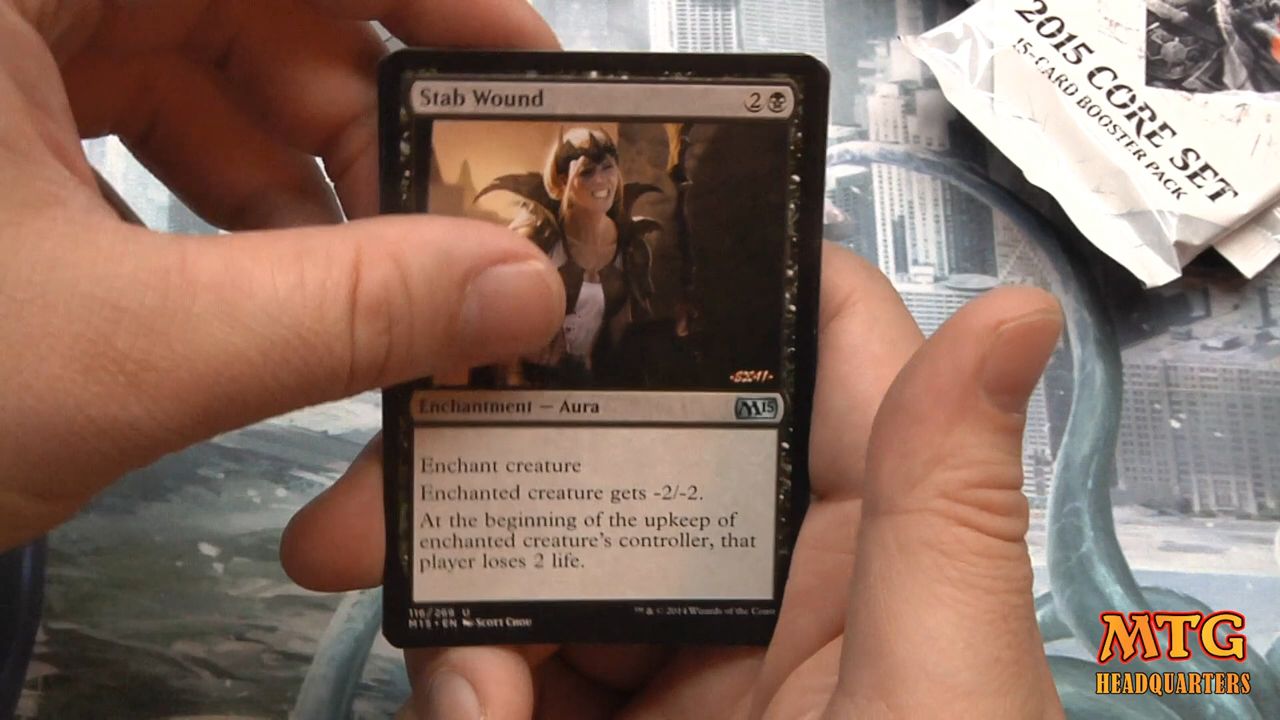 Stab Wound
2
Enchantment — Aura
M15
Enchant creature
Enchanted creature gets -2/-2.
At the beginning of the upkeep of
enchanted creature's controller, that
player loses 2 life.
116/269 U
M15 • EN Scott Chou
™ & © 2014 Wizards of the Coast
2015 CORE SET
15-CARD BOOSTER PACK
MTG
HEADQUARTERS